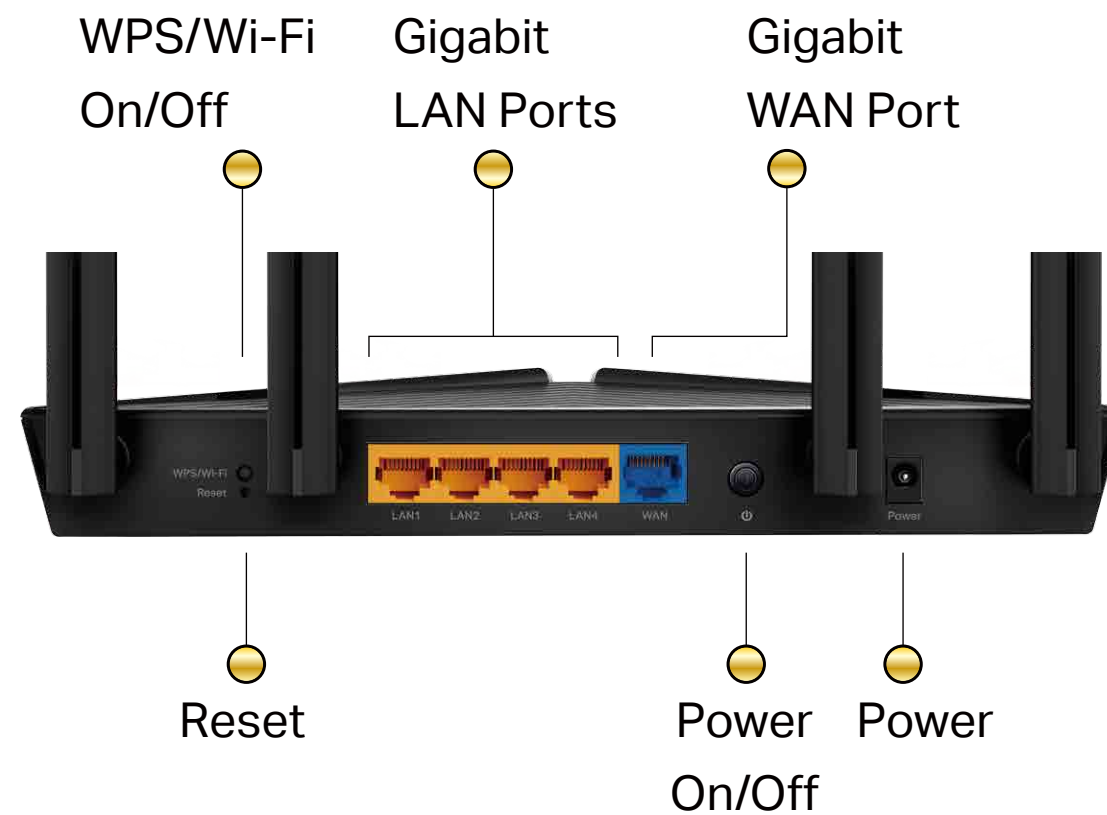 WPS/Wi-Fi
On/Off
Gigabit
LAN Ports
Gigabit
WAN Port
WPS/Wi-Fi
Reset
LAN1
LAN2
LAN3
LAN4
WAN
Power
Reset
Power
On/Off
Power